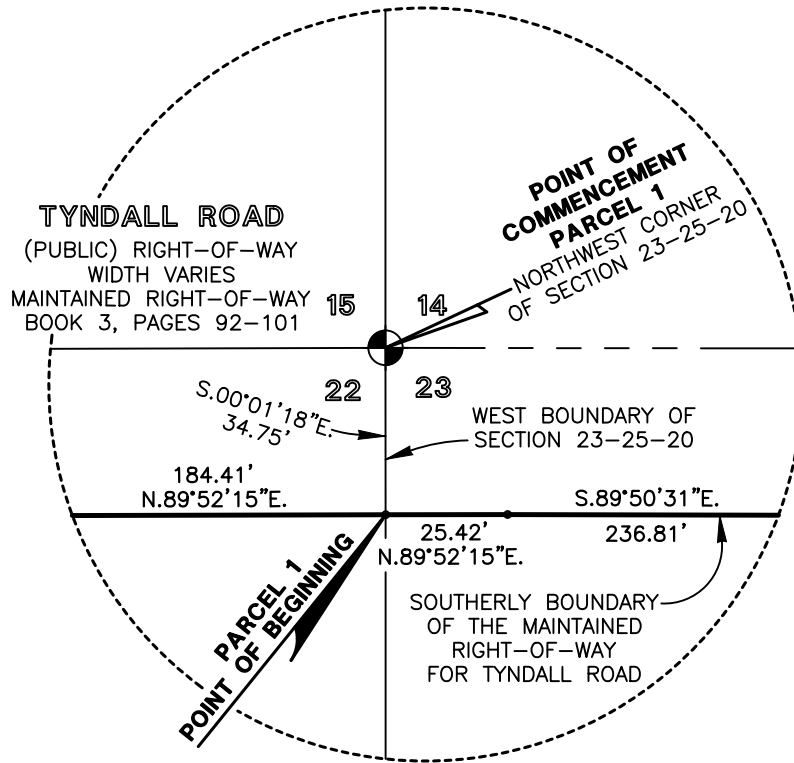 POINT OF
COMMENCEMENT
PARCEL 1
NORTHWEST CORNER
OF SECTION 23-25-20
TYNDALL ROAD
(PUBLIC) RIGHT-OF-WAY
WIDTH VARIES
MAINTAINED RIGHT-OF-WAY
BOOK 3, PAGES 92-101
15
14
22
23
S.00°01'18"E.
34.75'
WEST BOUNDARY OF
SECTION 23-25-20
184.41'
N.89°52'15"E.
S.89°50'31"E.
25.42'
N.89°52'15"E.
236.81'
PARCEL 1
POINT OF BEGINNING
SOUTHERLY BOUNDARY
OF THE MAINTAINED
RIGHT-OF-WAY
FOR TYNDALL ROAD